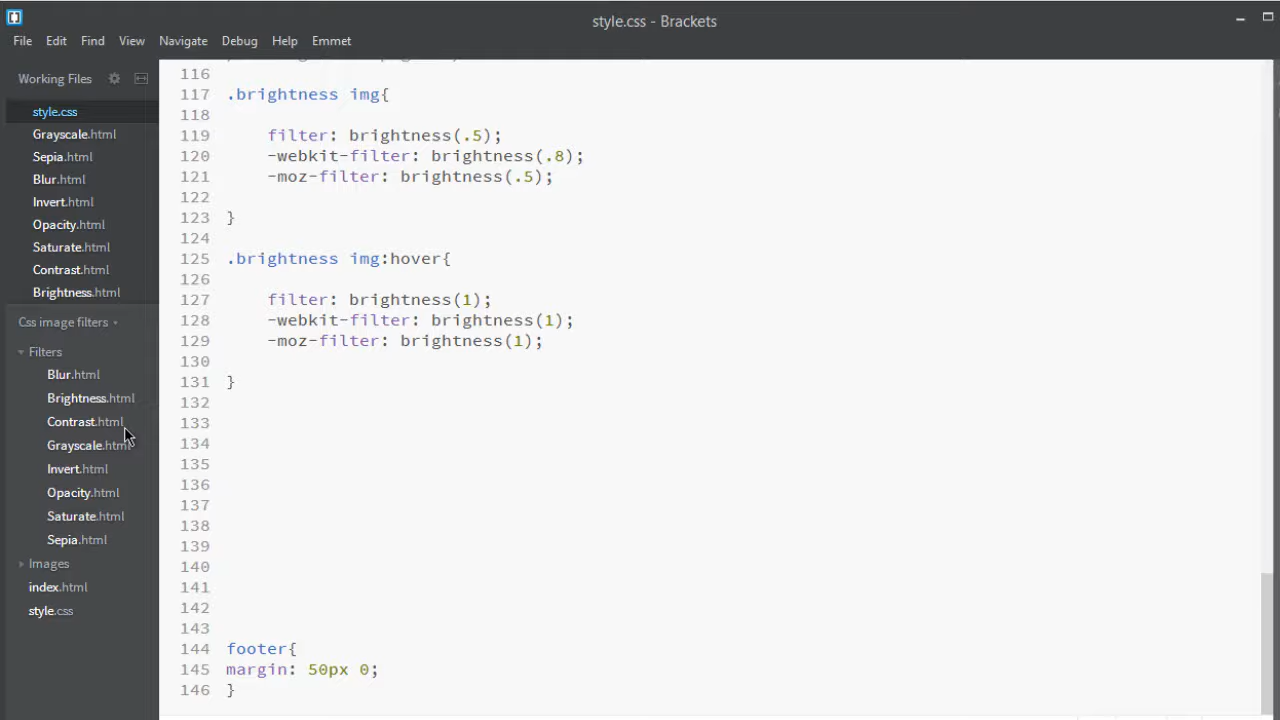 style.css - Brackets
File Edit Find View Navigate Debug Help Emmet
Working Files
style.css
Grayscale.html
Sepia.html
Blur.html
Invert.html
Opacity.html
Saturate.html
Contrast.html
Brightness.html
Css image filters
Filters
Blur.html
Brightness.html
Contrast.html
Grayscale.html
Invert.html
Opacity.html
Saturate.html
Sepia.html
Images
index.html
style.css
116
117 .brightness img{
118
119 filter: brightness(.5);
120 -webkit-filter: brightness(.8);
121 -moz-filter: brightness(.5);
122
123 }
124
125 .brightness img:hover{
126
127 filter: brightness(1);
128 -webkit-filter: brightness(1);
129 -moz-filter: brightness(1);
130
131 }
132
133
134
135
136
137
138
139
140
141
142
143
144 footer{
145 margin: 50px 0;
146 }